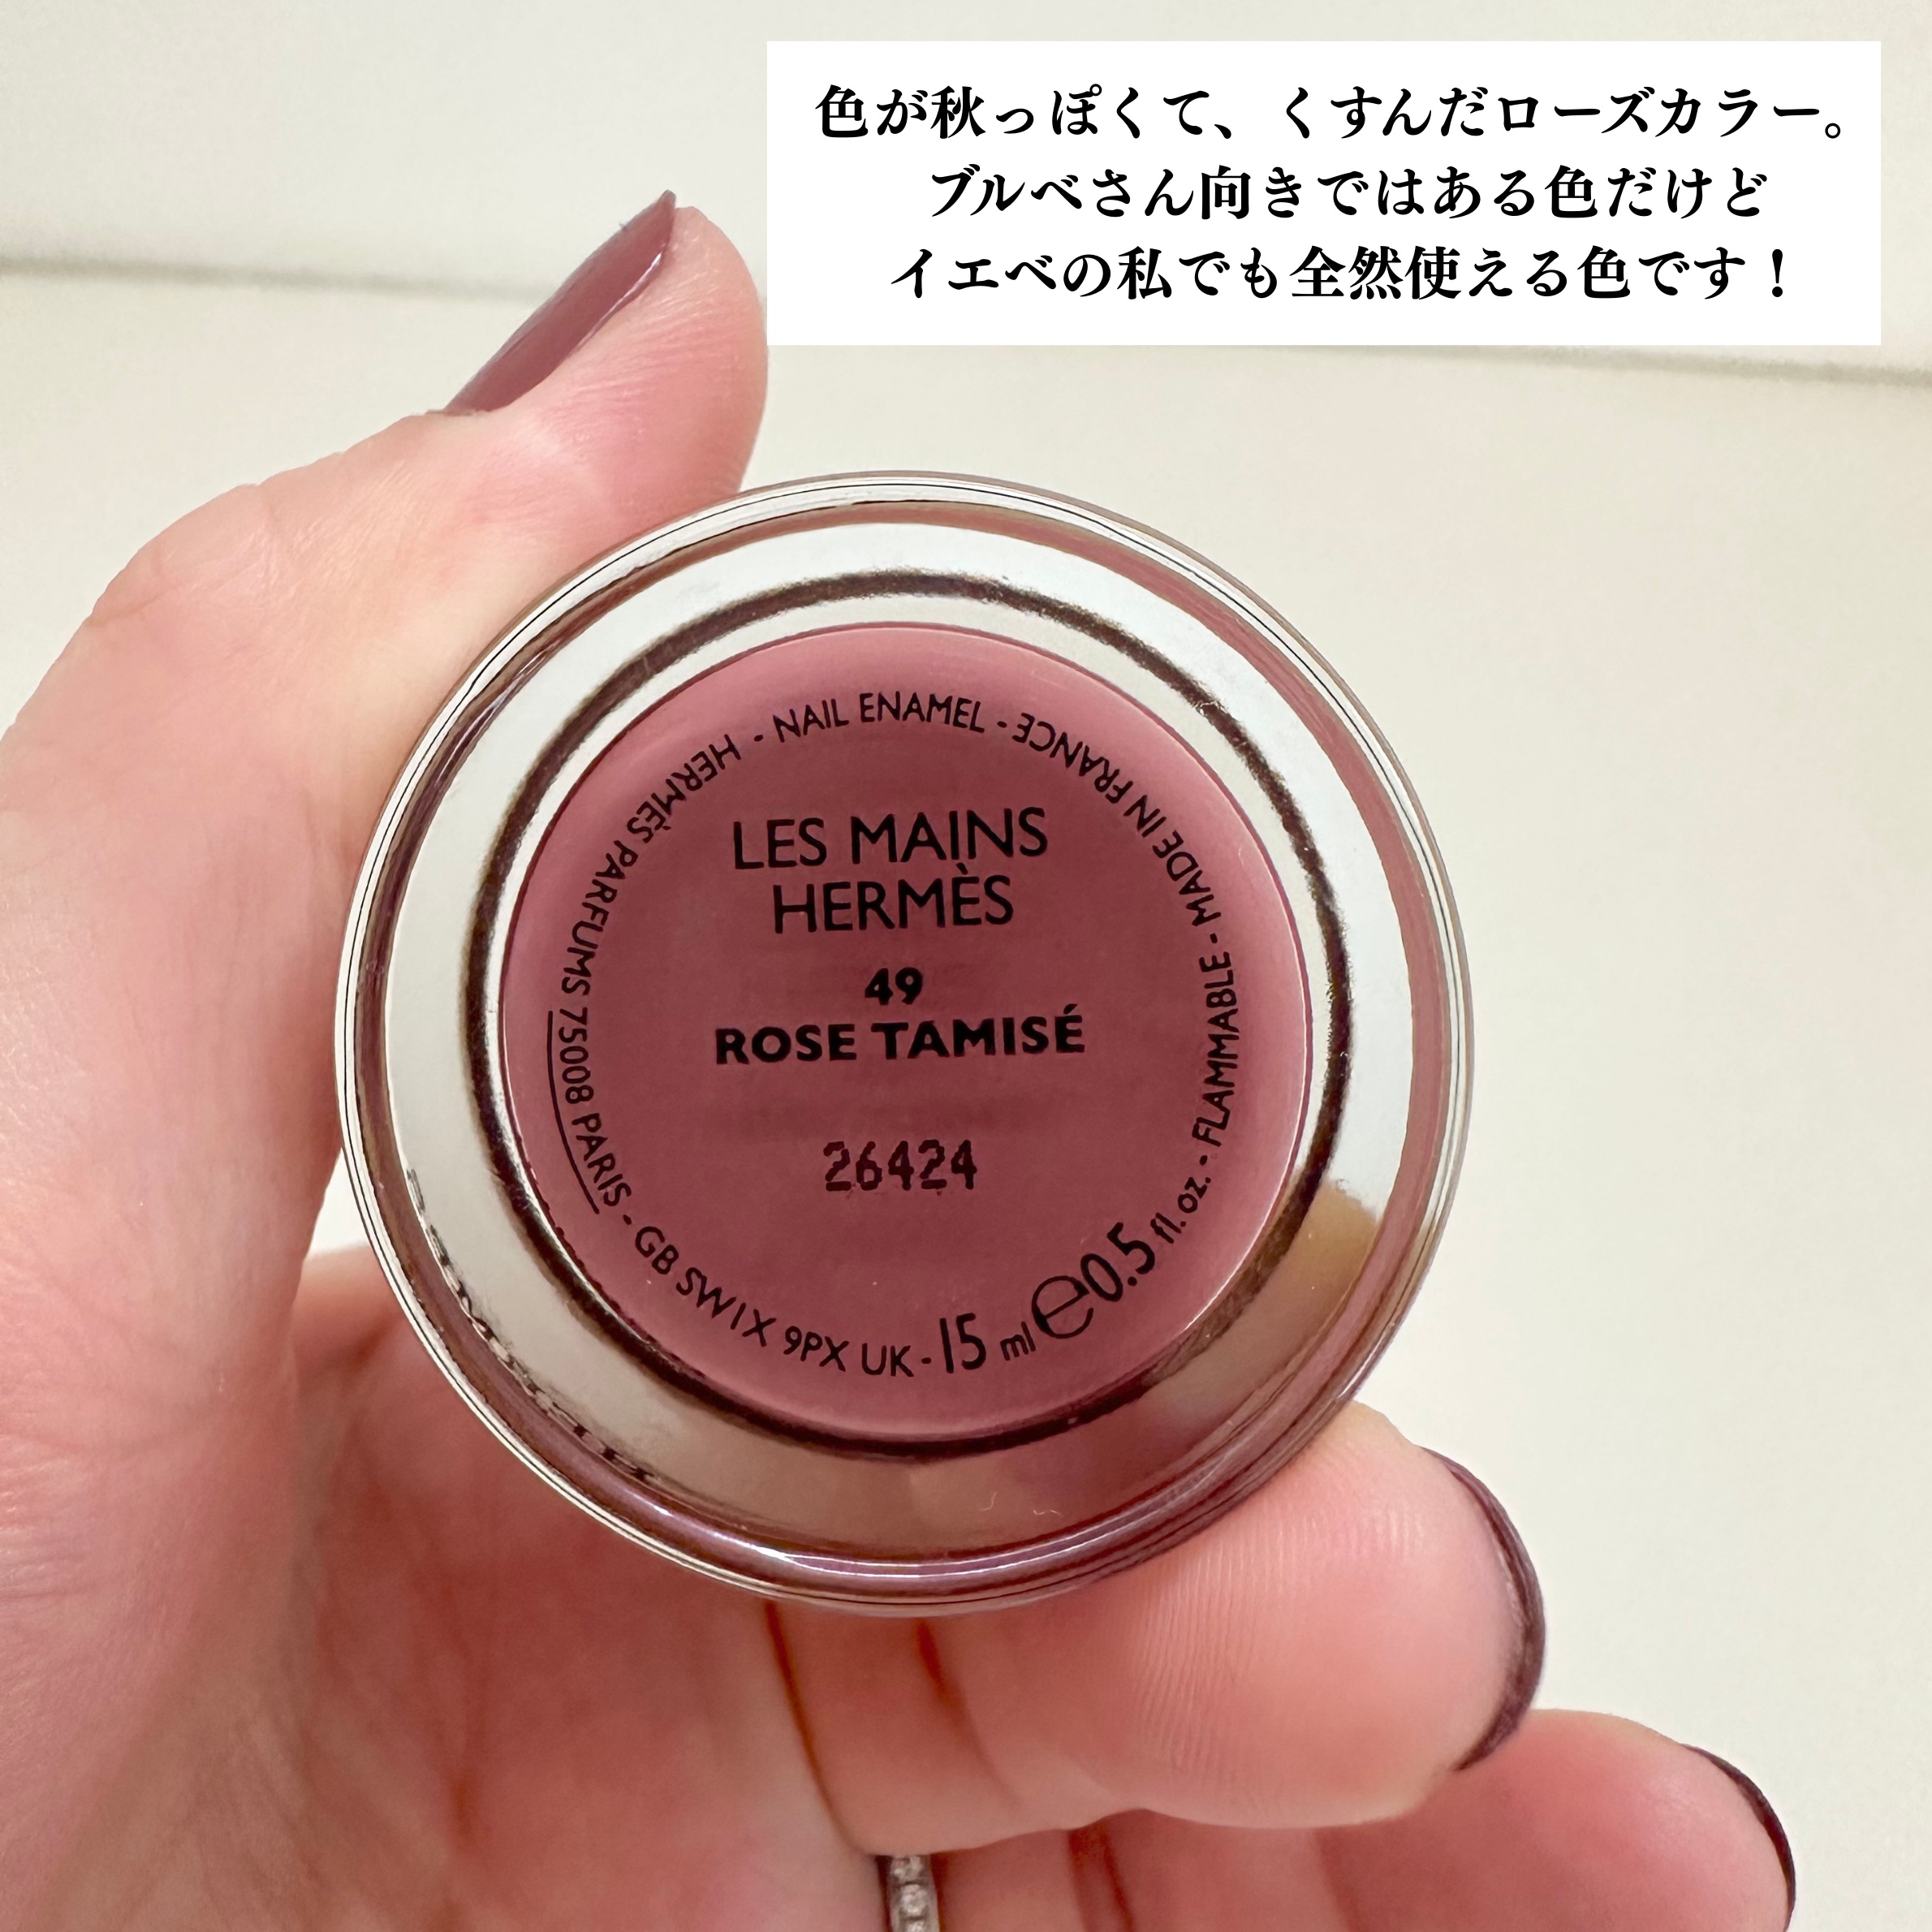 色が秋っぽくて、くすんだローズカラー。
ブルベさん向きではある色だけど
イエベの私でも全然使える色です！
LES MAINS
HERMÈS
49
ROSE TAMISÉ
26424
HERMÈS PARFUMS 75008 PARIS - GB SW1X 9PX UK - 15 ml e 0.5 fl. oz. - FLAMMABLE - MADE IN FRANCE - NAIL ENAMEL -